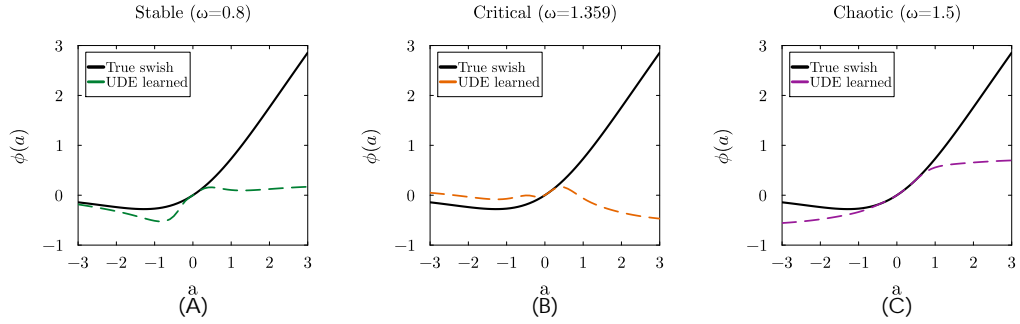 Stable (ω=0.8)
3
2
1
0
−1
ϕ(a)
True swish
UDE learned
−3 −2 −1 0 1 2 3
a
(A)
Critical (ω=1.359)
3
2
1
0
−1
ϕ(a)
True swish
UDE learned
−3 −2 −1 0 1 2 3
a
(B)
Chaotic (ω=1.5)
3
2
1
0
−1
ϕ(a)
True swish
UDE learned
−3 −2 −1 0 1 2 3
a
(C)